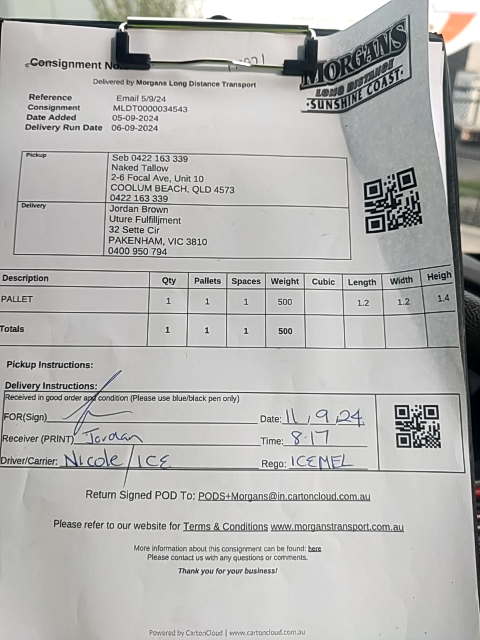 Consignment No
MORGANS
LONG DISTANCE
·SUNSHINE COAST·
Delivered by Morgans Long Distance Transport
Reference Email 5/9/24
Consignment MLDT0000034543
Date Added 05-09-2024
Delivery Run Date 06-09-2024
Pickup Seb 0422 163 339
Naked Tallow
2-6 Focal Ave, Unit 10
COOLUM BEACH, QLD 4573
0422 163 339
Delivery Jordan Brown
Uture Fulfillment
32 Sette Cir
PAKENHAM, VIC 3810
0400 950 794
Description Qty Pallets Spaces Weight Cubic Length Width Heigh
PALLET 1 1 1 500 1.2 1.2 1.4
Totals 1 1 1 500
Pickup Instructions:
Delivery Instructions:
Received in good order and condition (Please use blue/black pen only)
FOR(Sign) Date: 11,9,24
Receiver (PRINT) Jordan Time: 8:17
Driver/Carrier: Nicole / ICE Rego: ICEMEL
Return Signed POD To: PODS+Morgans@in.cartoncloud.com.au
Please refer to our website for Terms & Conditions www.morganstransport.com.au
More information about this consignment can be found: here
Please contact us with any questions or comments.
Thank you for your business!
Powered by CartonCloud | www.cartoncloud.com.au